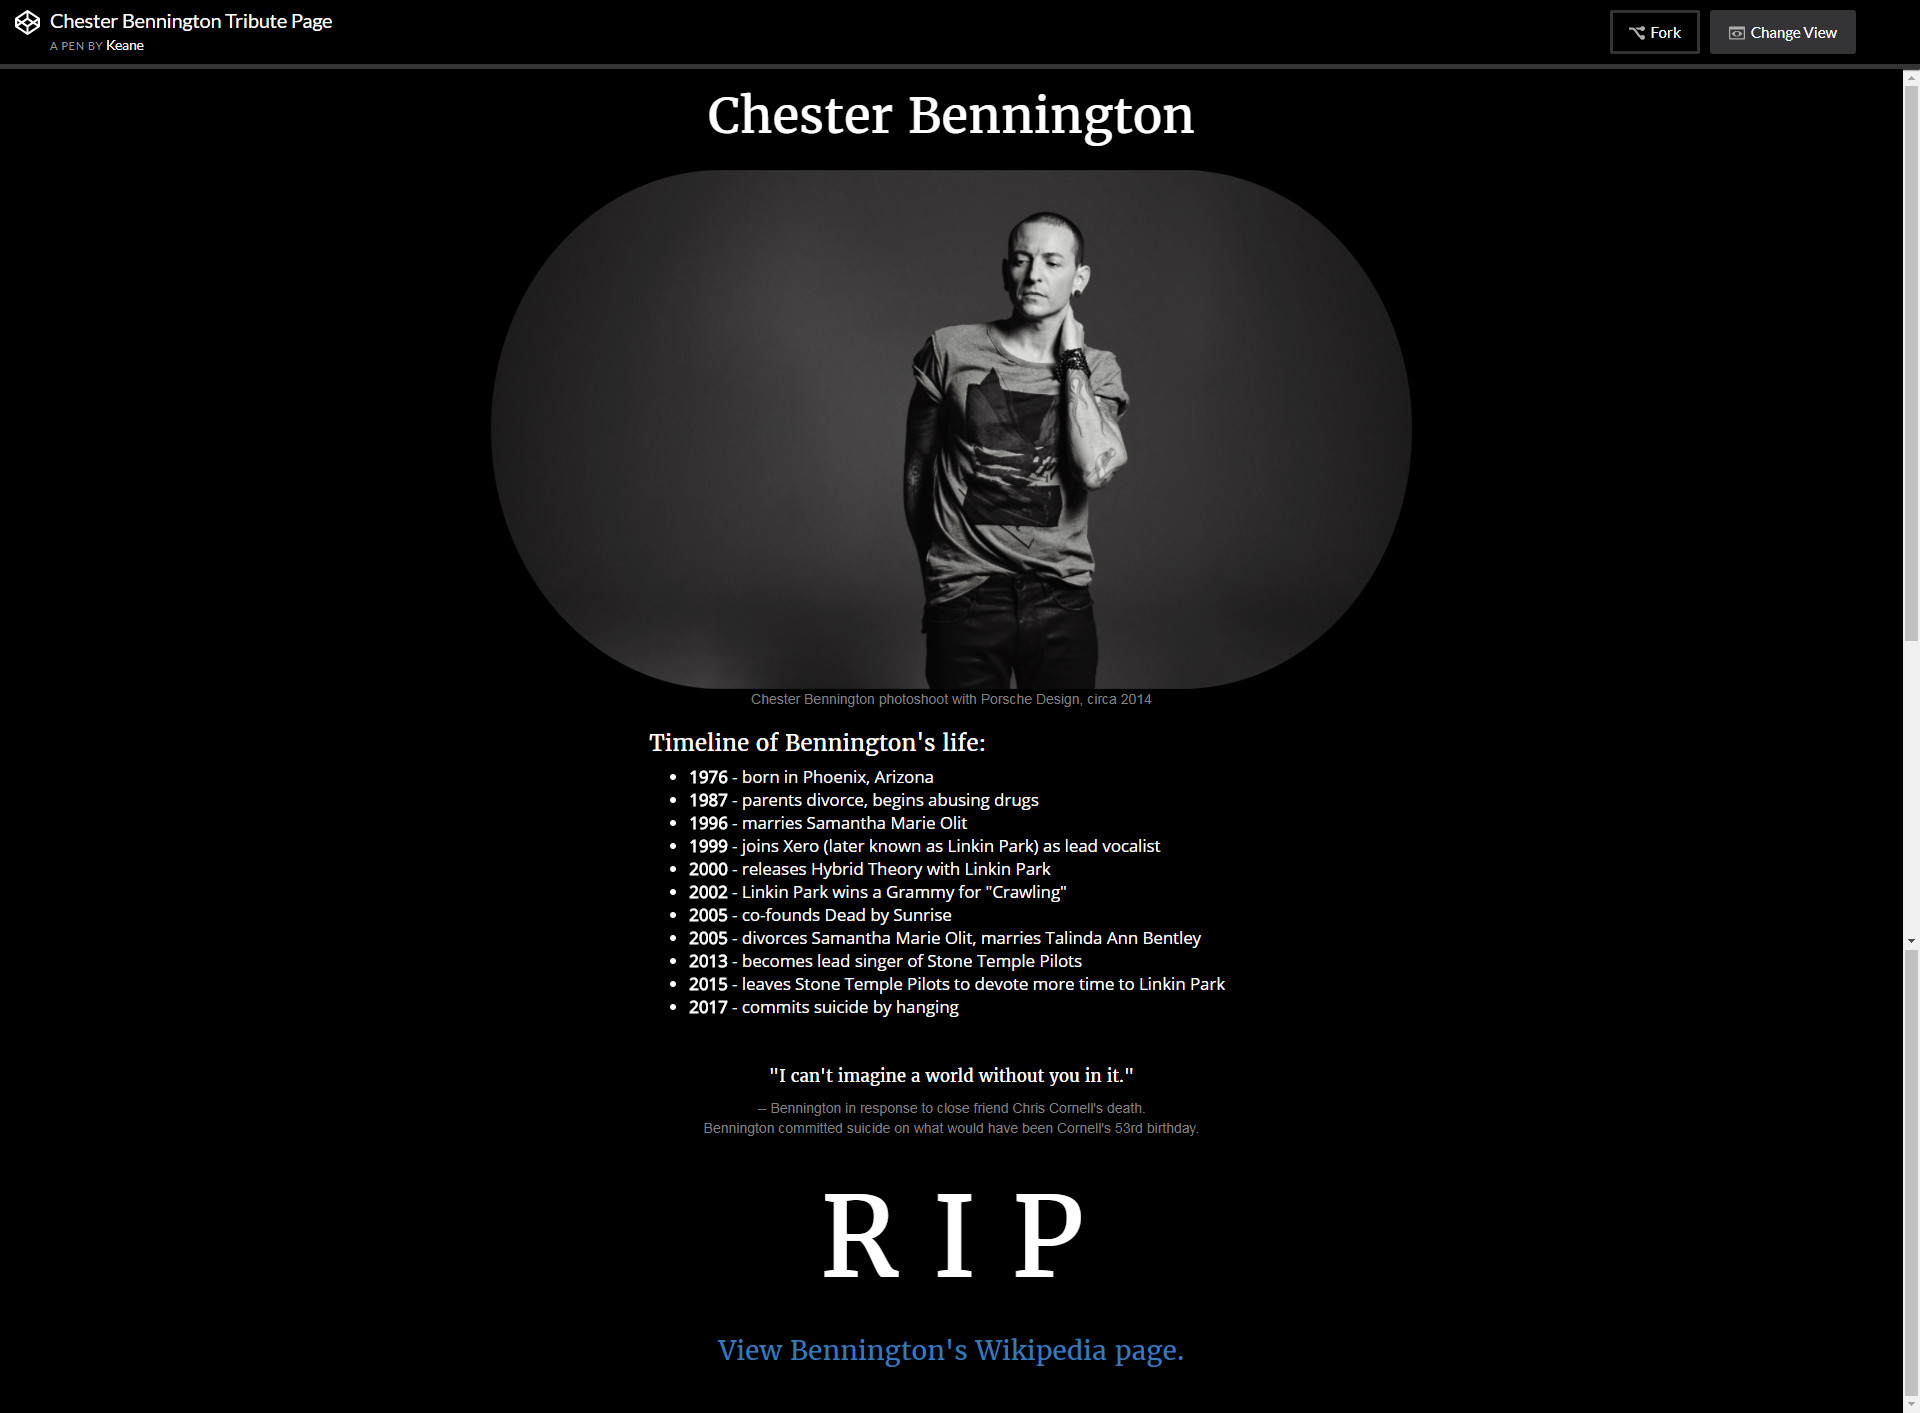 Chester Bennington Tribute Page
A PEN BY Keane
Fork
Change View
Chester Bennington
Chester Bennington photoshoot with Porsche Design, circa 2014
Timeline of Bennington's life:
• 1976 - born in Phoenix, Arizona
• 1987 - parents divorce, begins abusing drugs
• 1996 - marries Samantha Marie Olit
• 1999 - joins Xero (later known as Linkin Park) as lead vocalist
• 2000 - releases Hybrid Theory with Linkin Park
• 2002 - Linkin Park wins a Grammy for "Crawling"
• 2005 - co-founds Dead by Sunrise
• 2005 - divorces Samantha Marie Olit, marries Talinda Ann Bentley
• 2013 - becomes lead singer of Stone Temple Pilots
• 2015 - leaves Stone Temple Pilots to devote more time to Linkin Park
• 2017 - commits suicide by hanging
"I can't imagine a world without you in it."
-- Bennington in response to close friend Chris Cornell's death.
Bennington committed suicide on what would have been Cornell's 53rd birthday.
R I P
View Bennington's Wikipedia page.